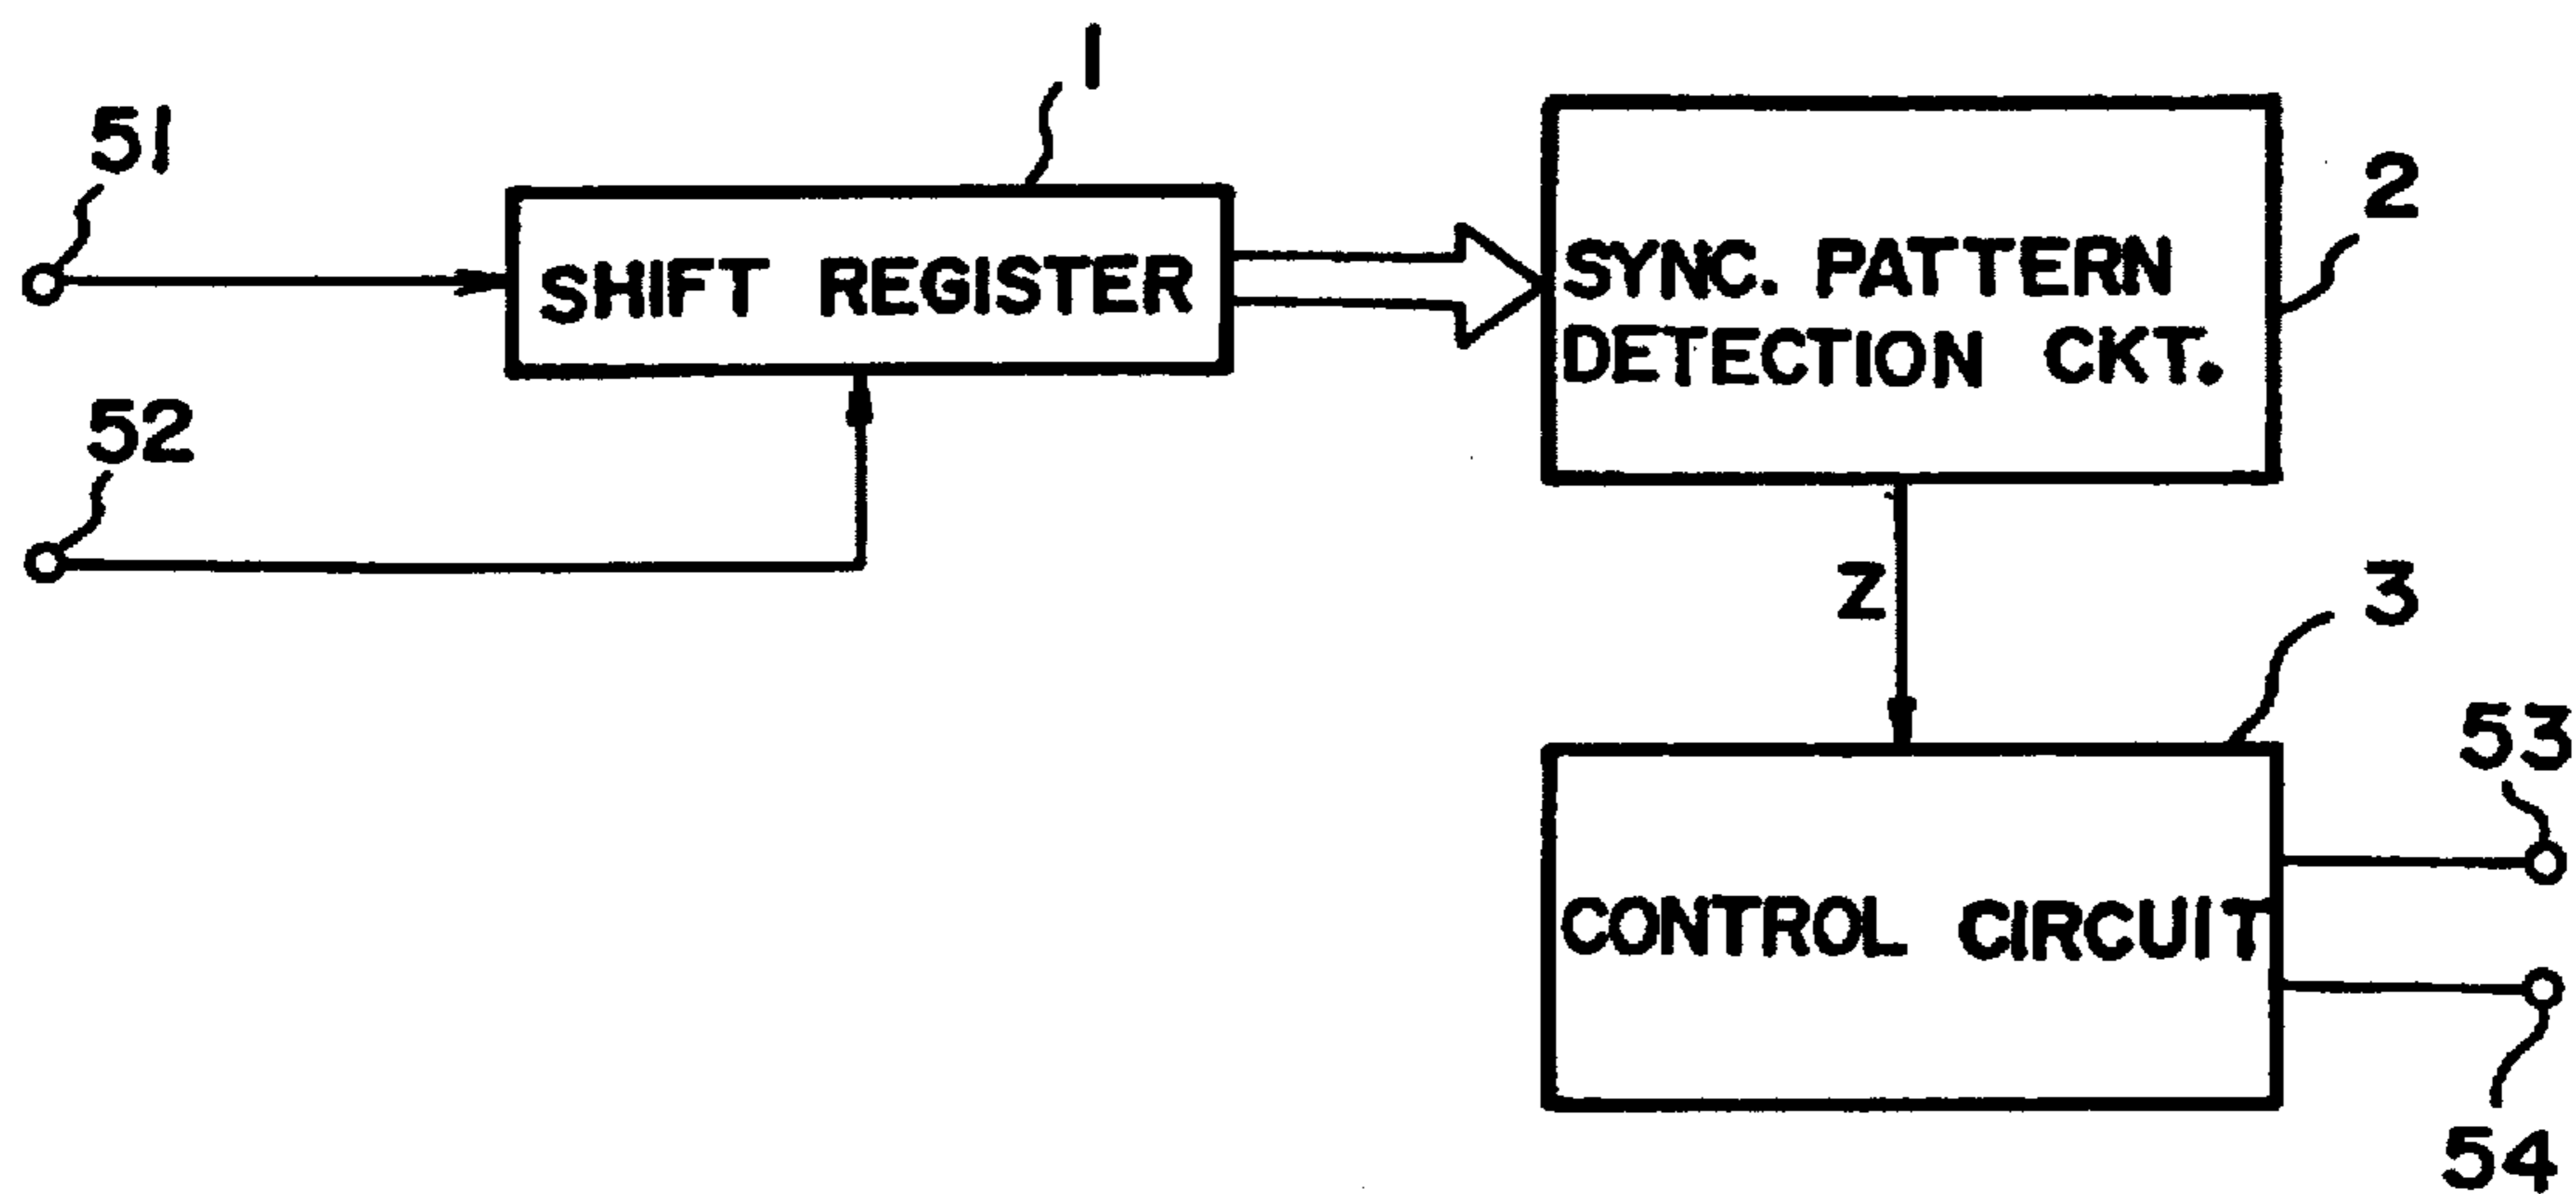 1
51
SHIFT REGISTER
2
SYNC. PATTERN
DETECTION CKT.
52
Z
3
53
CONTROL CIRCUIT
54